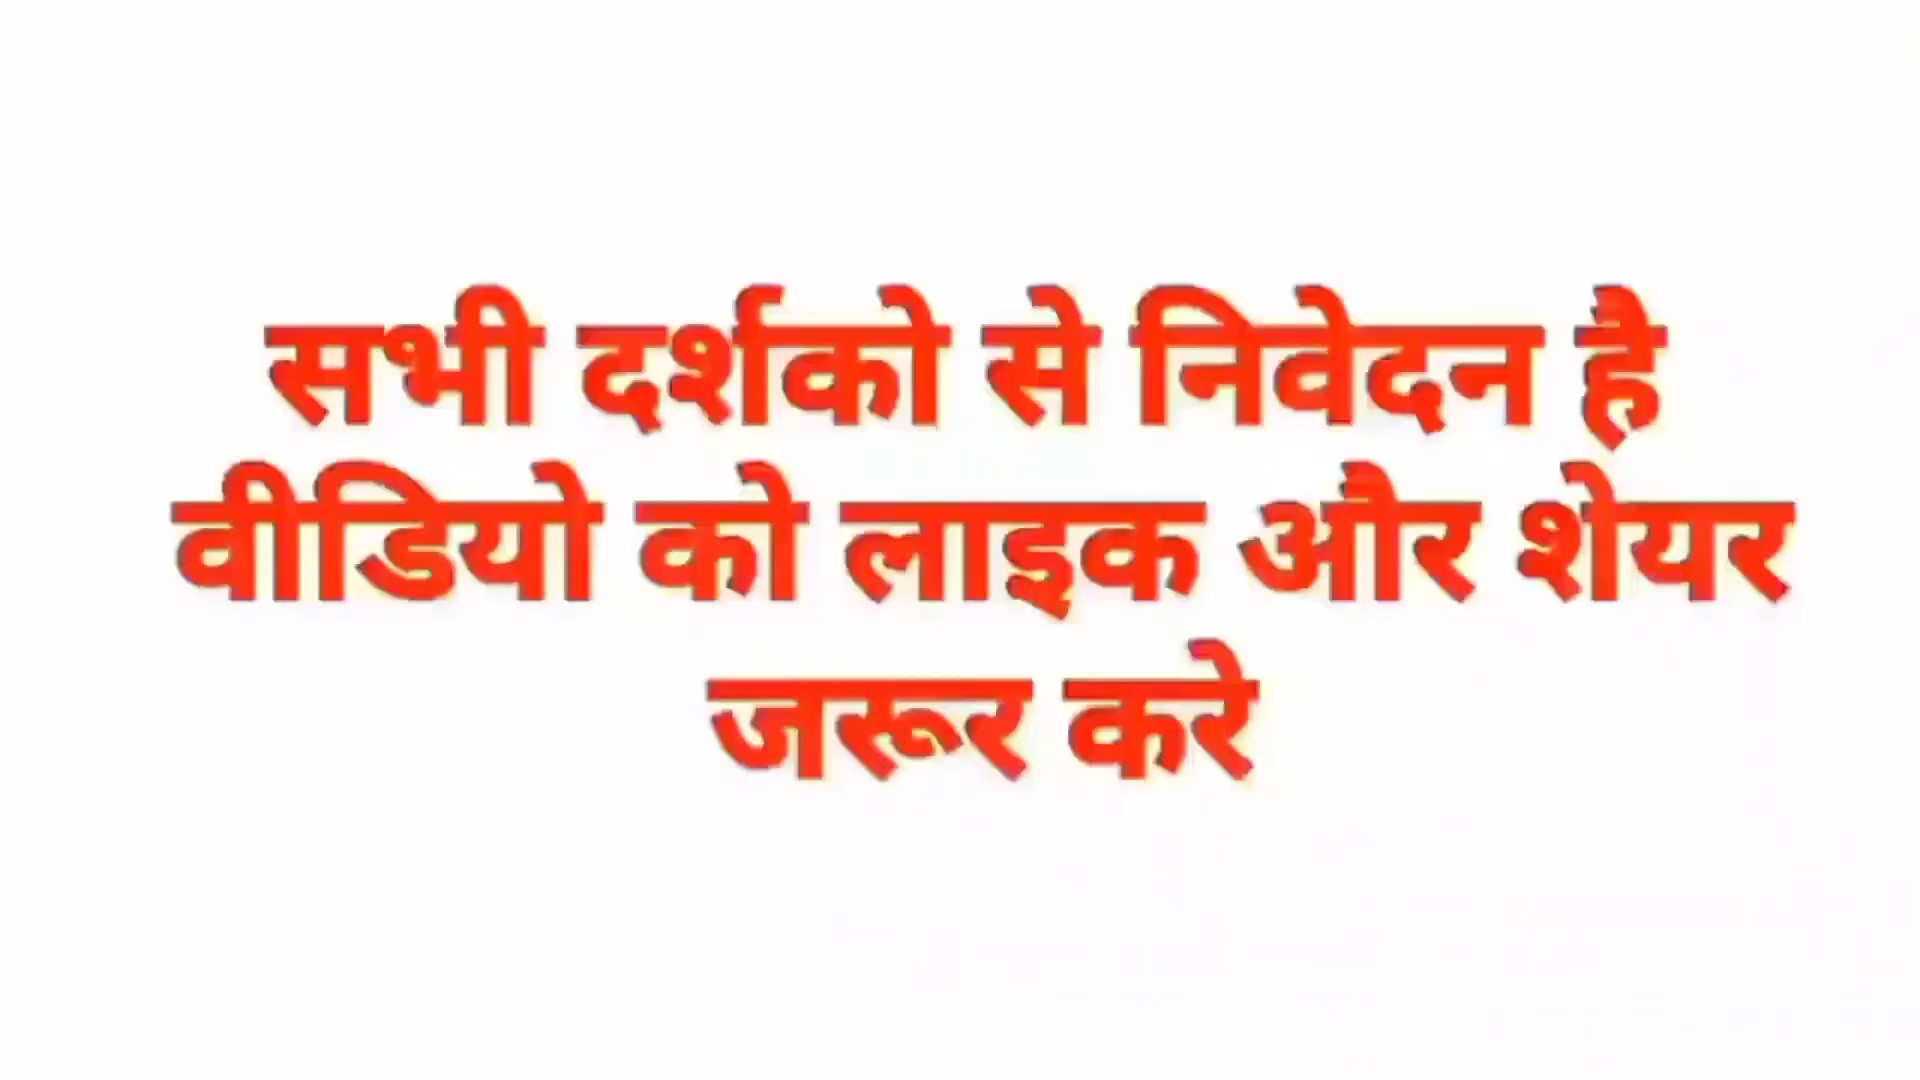 सभी दर्शको से निवेदन है
वीडियो को लाइक और शेयर
जरूर करे